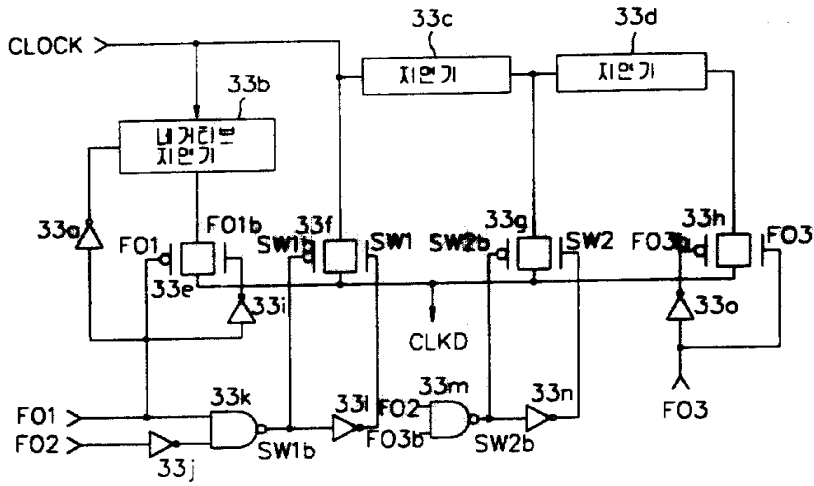 33c
33d
CLOCK
33b
지연기
지연기
네거티브
지연기
33a
FO1
FO1b
33f
SW1b
SW1
33g
SW2b
SW2
33h
FO3b
FO3
33e
33i
33o
CLKD
33k
33l
33m
33n
FO1
FO2
FO3
FO2
FO3b
SW1b
SW2b
33j